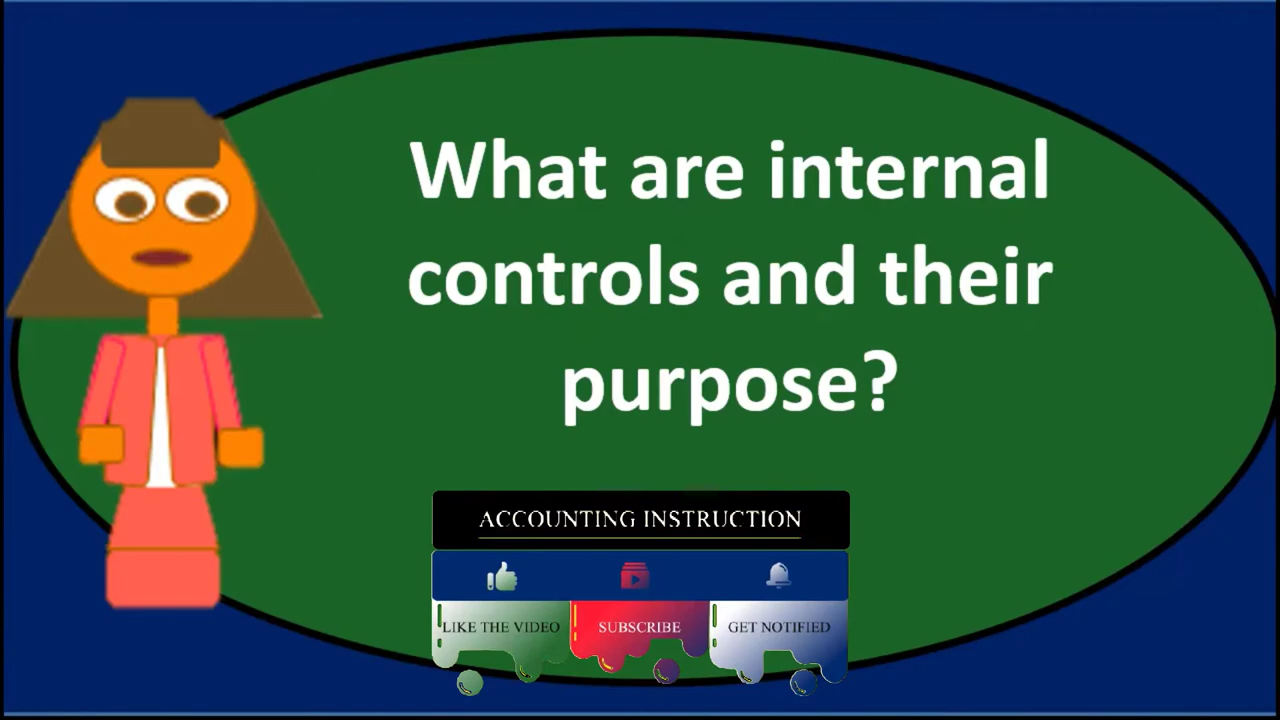 What are internal
controls and their
purpose?
ACCOUNTING INSTRUCTION
LIKE THE VIDEO
SUBSCRIBE
GET NOTIFIED